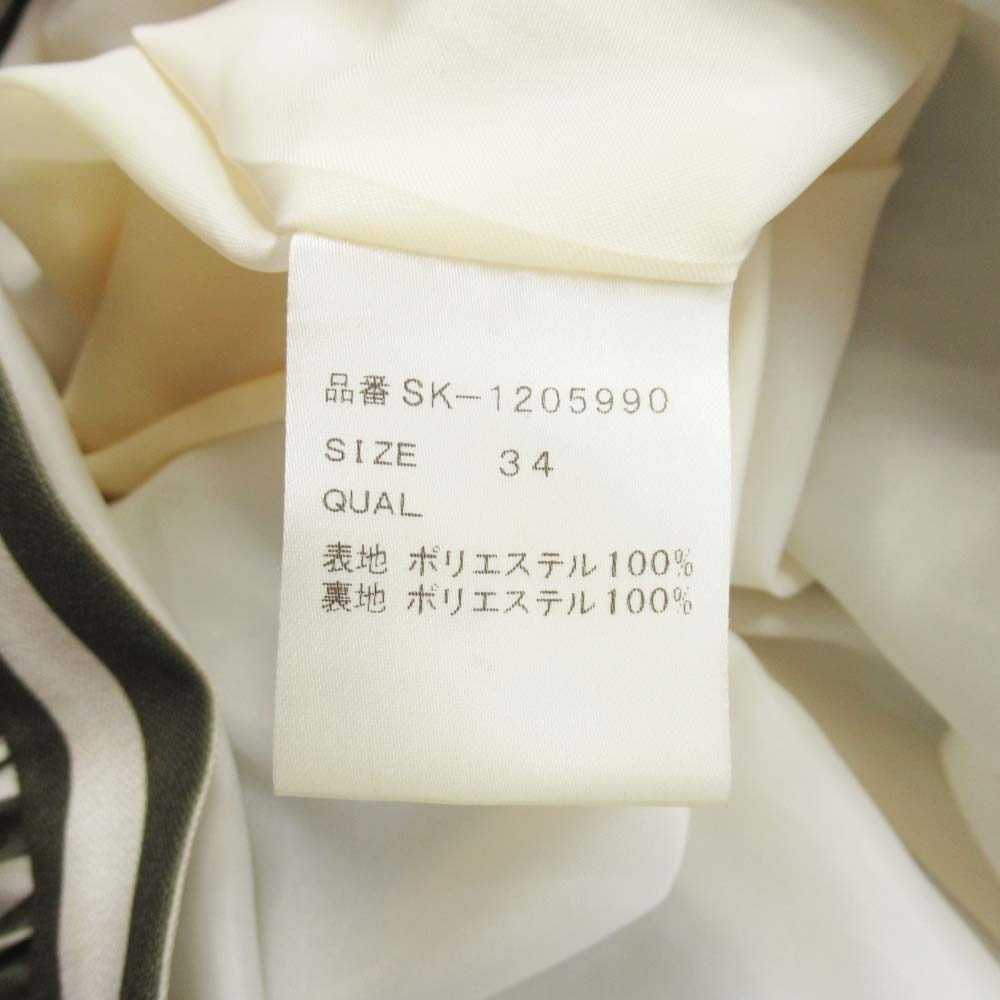 品番 SK-1205990
SIZE 34
QUAL
表地 ポリエステル100%
裏地 ポリエステル100%